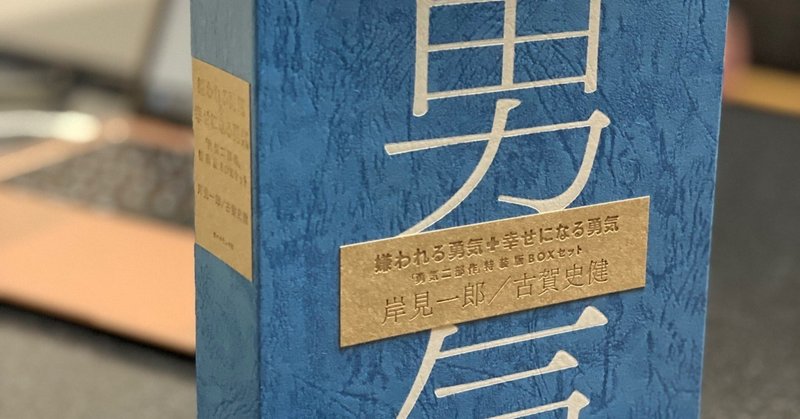 勇
気
嫌われる勇気+幸せになる勇気
「勇気二部作」特装版BOXセット
岸見一郎/古賀史健